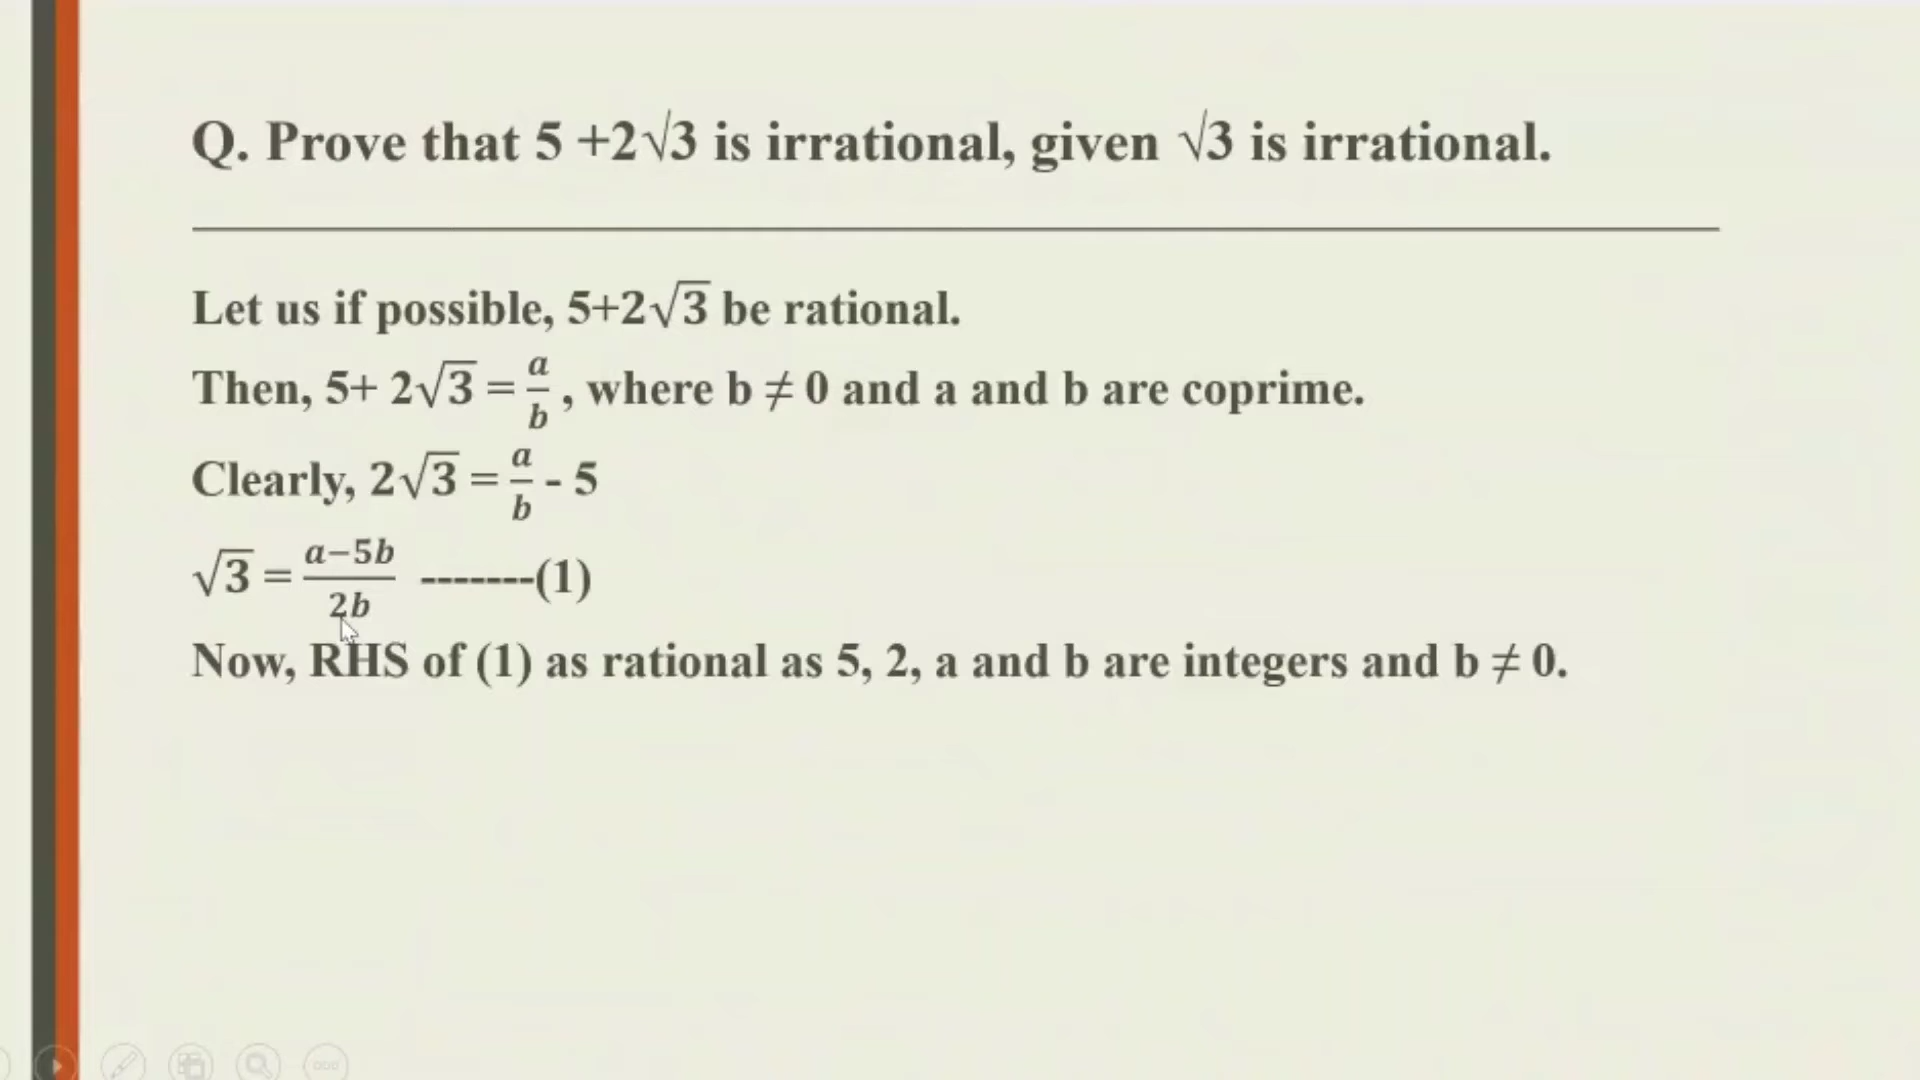 Q. Prove that 5 +2√3 is irrational, given √3 is irrational.
Let us if possible, 5+2√3 be rational.
Then, 5+ 2√3 = a/b , where b ≠ 0 and a and b are coprime.
Clearly, 2√3 = a/b - 5
√3 = (a−5b)/(2b) -------(1)
Now, RHS of (1) as rational as 5, 2, a and b are integers and b ≠ 0.